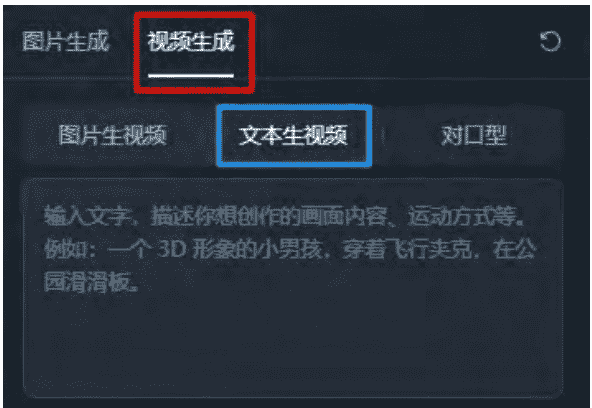 图片生成 视频生成
图片生视频 文本生视频 对口型
输入文字，描述你想创作的画面内容、运动方式等。
例如：一个 3D 形象的小男孩，穿着飞行夹克，在公
园滑滑板。